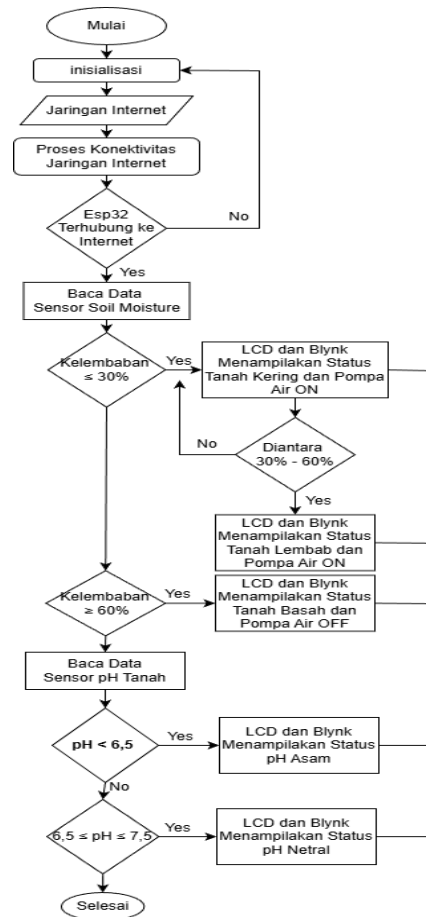 Mulai
inisialisasi
Jaringan Internet
Proses Konektivitas
Jaringan Internet
Esp32
Terhubung ke
Internet
No
Yes
Baca Data
Sensor Soil Moisture
Kelembaban
≤ 30%
Yes
LCD dan Blynk
Menampilakan Status
Tanah Kering dan Pompa
Air ON
No
Diantara
30% - 60%
Yes
LCD dan Blynk
Menampilakan Status
Tanah Lembab dan
Pompa Air ON
Kelembaban
≥ 60%
Yes
LCD dan Blynk
Menampilakan Status
Tanah Basah dan
Pompa Air OFF
Baca Data
Sensor pH Tanah
pH < 6,5
Yes
LCD dan Blynk
Menampilakan Status
pH Asam
No
6,5 ≤ pH ≤ 7,5
Yes
LCD dan Blynk
Menampilakan Status
pH Netral
Selesai